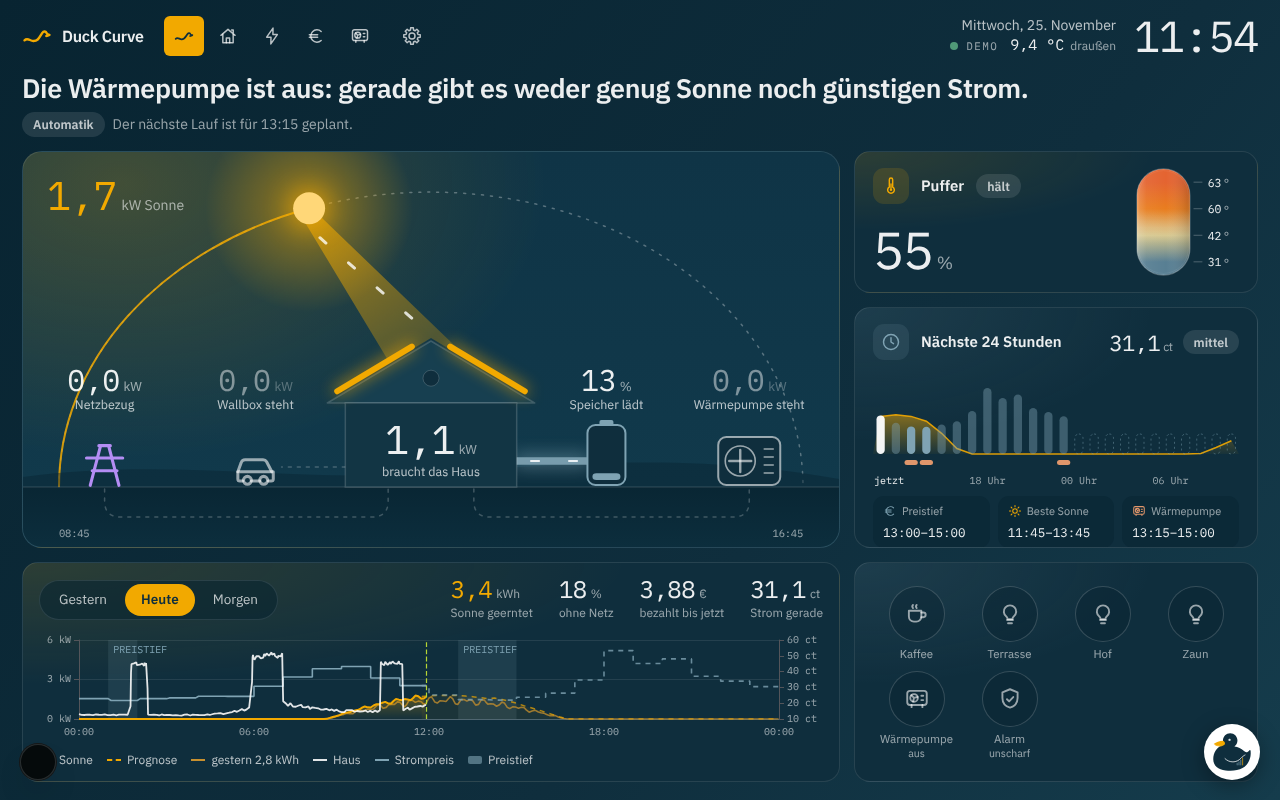 Duck Curve
Mittwoch, 25. November
DEMO 9,4 °C draußen
11:54
Die Wärmepumpe ist aus: gerade gibt es weder genug Sonne noch günstigen Strom.
Automatik Der nächste Lauf ist für 13:15 geplant.
1,7 kW Sonne
0,0 kW
Netzbezug
0,0 kW
Wallbox steht
1,1 kW
braucht das Haus
13 %
Speicher lädt
0,0 kW
Wärmepumpe steht
08:45
16:45
Puffer hält
55 %
63°
60°
42°
31°
Nächste 24 Stunden 31,1 ct mittel
jetzt 18 Uhr 00 Uhr 06 Uhr
€ Preistief
13:00–15:00
Beste Sonne
11:45–13:45
Wärmepumpe
13:15–15:00
Gestern Heute Morgen
3,4 kWh
Sonne geerntet
18 %
ohne Netz
3,88 €
bezahlt bis jetzt
31,1 ct
Strom gerade
6 kW
3 kW
0 kW
PREISTIEF PREISTIEF
60 ct
50 ct
40 ct
30 ct
20 ct
10 ct
00:00 06:00 12:00 18:00 00:00
Sonne Prognose gestern 2,8 kWh Haus Strompreis Preistief
Kaffee Terrasse Hof Zaun
Wärmepumpe
aus
Alarm
unscharf